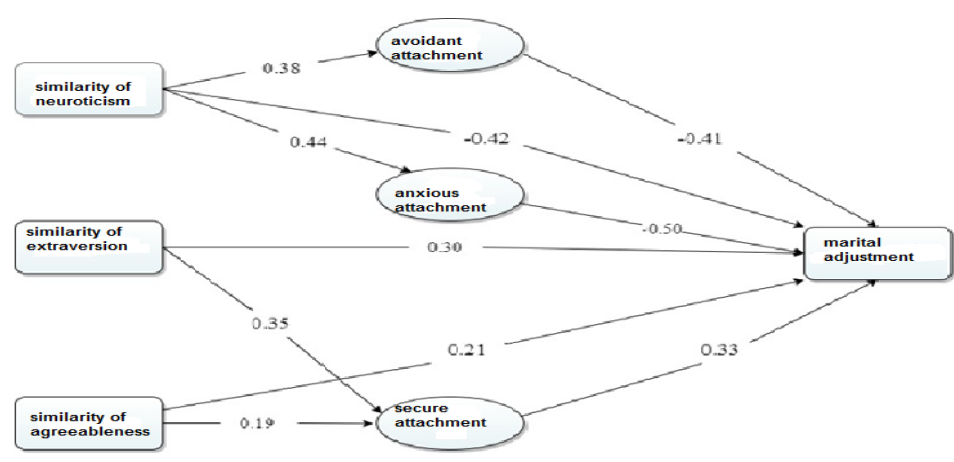 avoidant
attachment
0.38
similarity of
neuroticism
-0.42
-0.41
0.44
anxious
attachment
similarity of
extraversion
-0.50
0.30
marital
adjustment
0.35
0.21
0.33
similarity of
agreeableness
0.19
secure
attachment